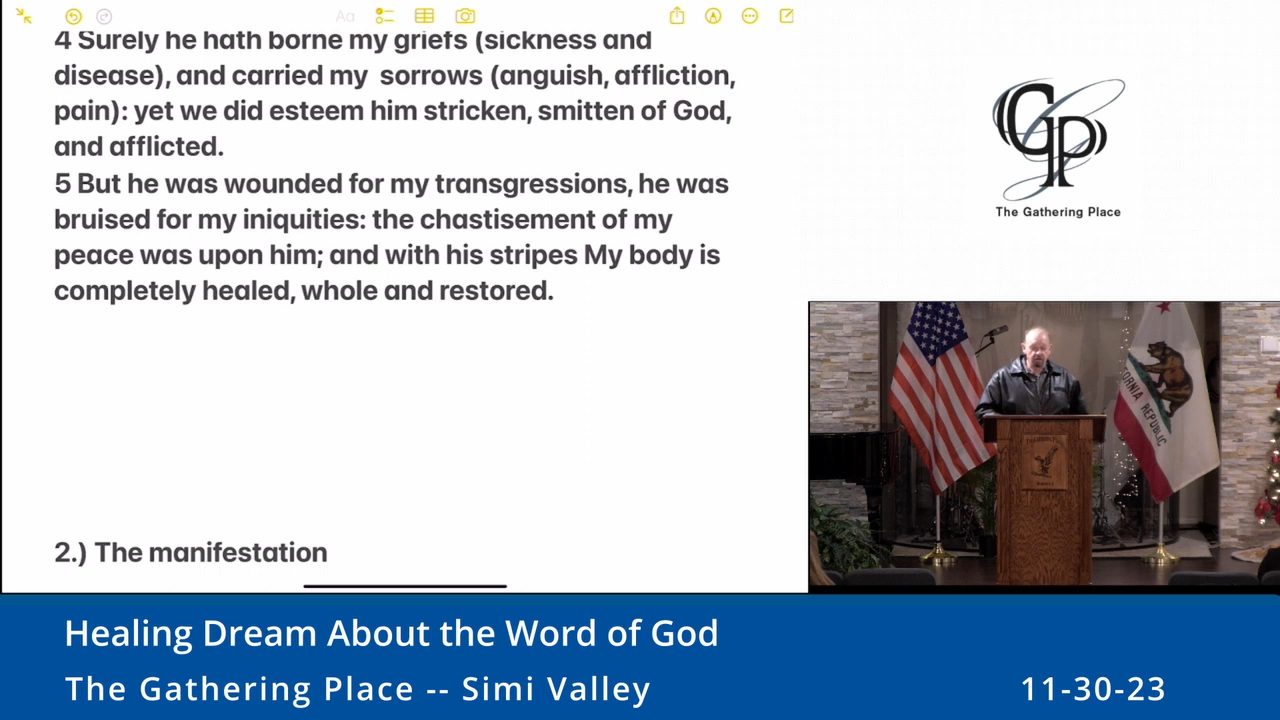 Aa
4 Surely he hath borne my griefs (sickness and
disease), and carried my sorrows (anguish, affliction,
pain): yet we did esteem him stricken, smitten of God,
and afflicted.
5 But he was wounded for my transgressions, he was
bruised for my iniquities: the chastisement of my
peace was upon him; and with his stripes My body is
completely healed, whole and restored.
2.) The manifestation
GP
The Gathering Place
FORNIA REPUBLIC
Healing Dream About the Word of God
The Gathering Place -- Simi Valley
11-30-23